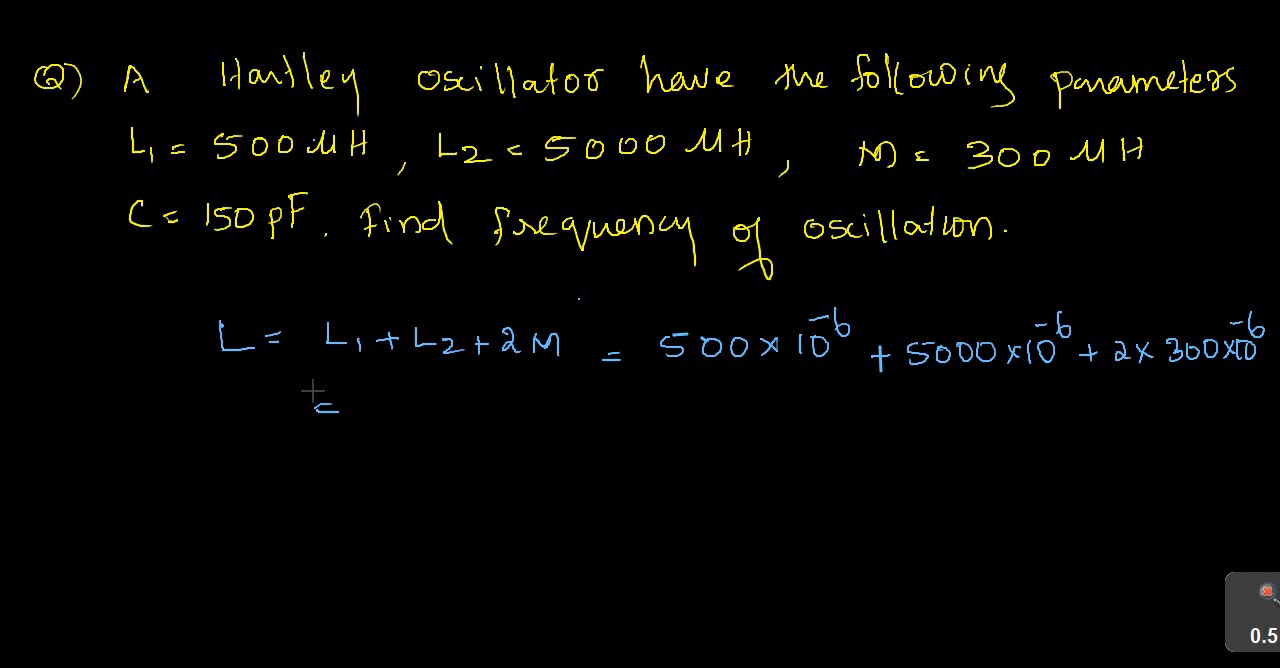 Q) A Hartley oscillator have the following parameters
L₁ = 500 μH, L2 = 5000 μH, M = 300 μH
C = 150 pF. Find frequency of oscillation.
L = L₁ + L2 + 2M = 500 × 10⁻⁶ + 5000 × 10⁻⁶ + 2 × 300 × 10⁻⁶
=
0.5